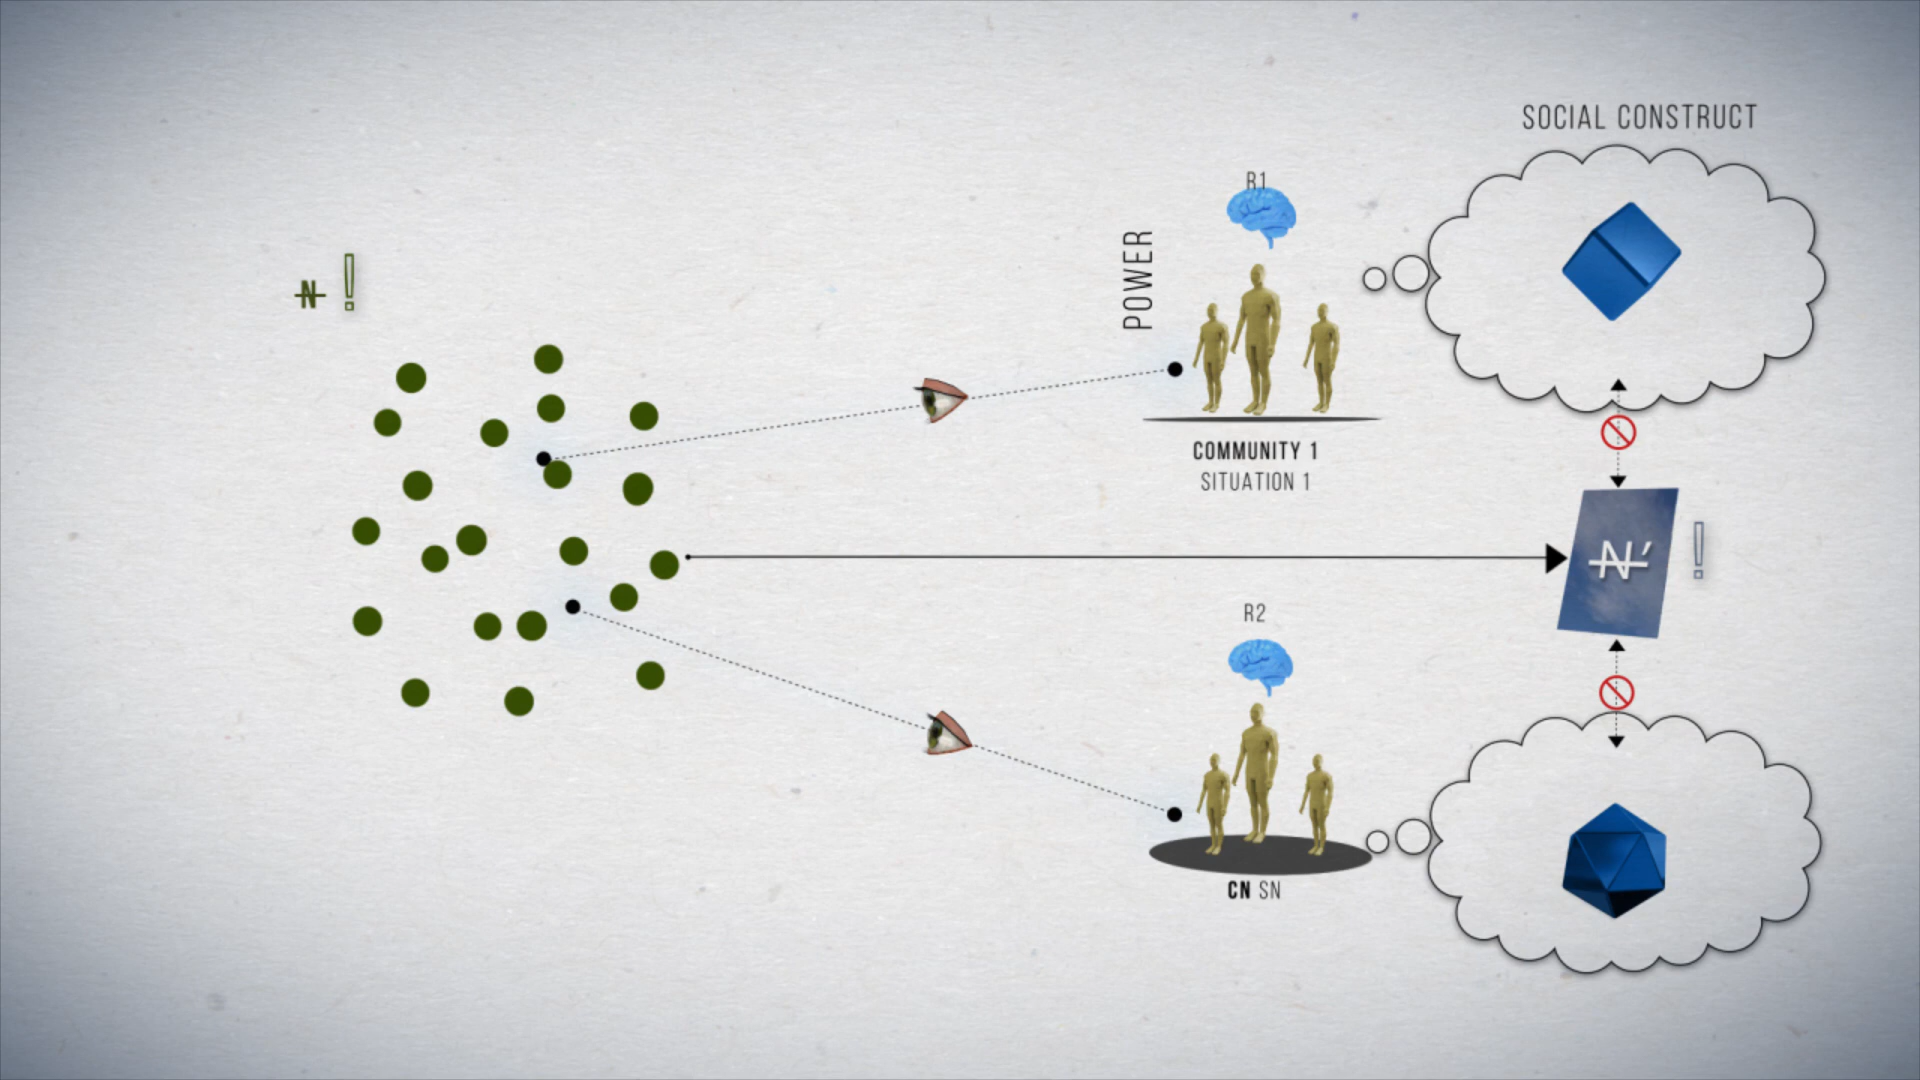 SOCIAL CONSTRUCT
R1
POWER
N !
COMMUNITY 1
SITUATION 1
N' !
R2
CN SN